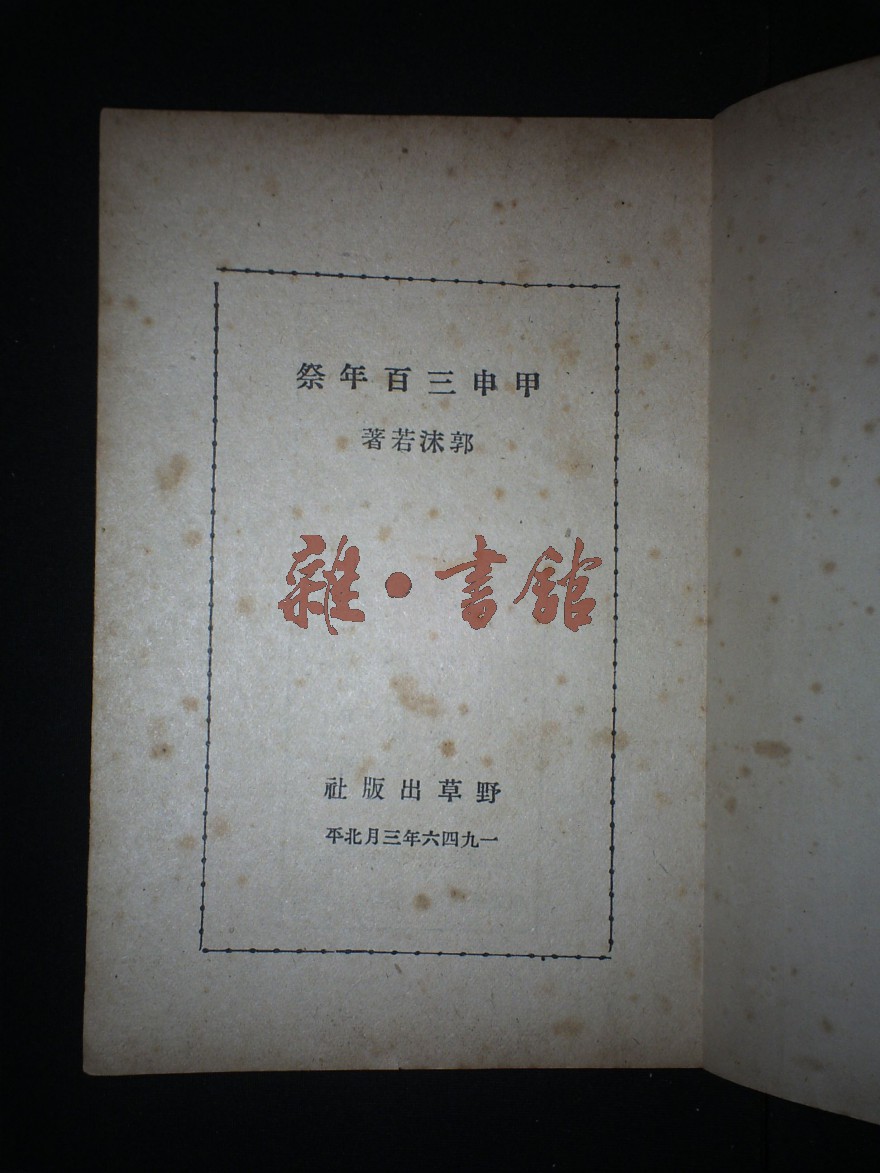 甲申三百年祭
郭沫若著
雜·書館
野草出版社
一九四六年三月北平